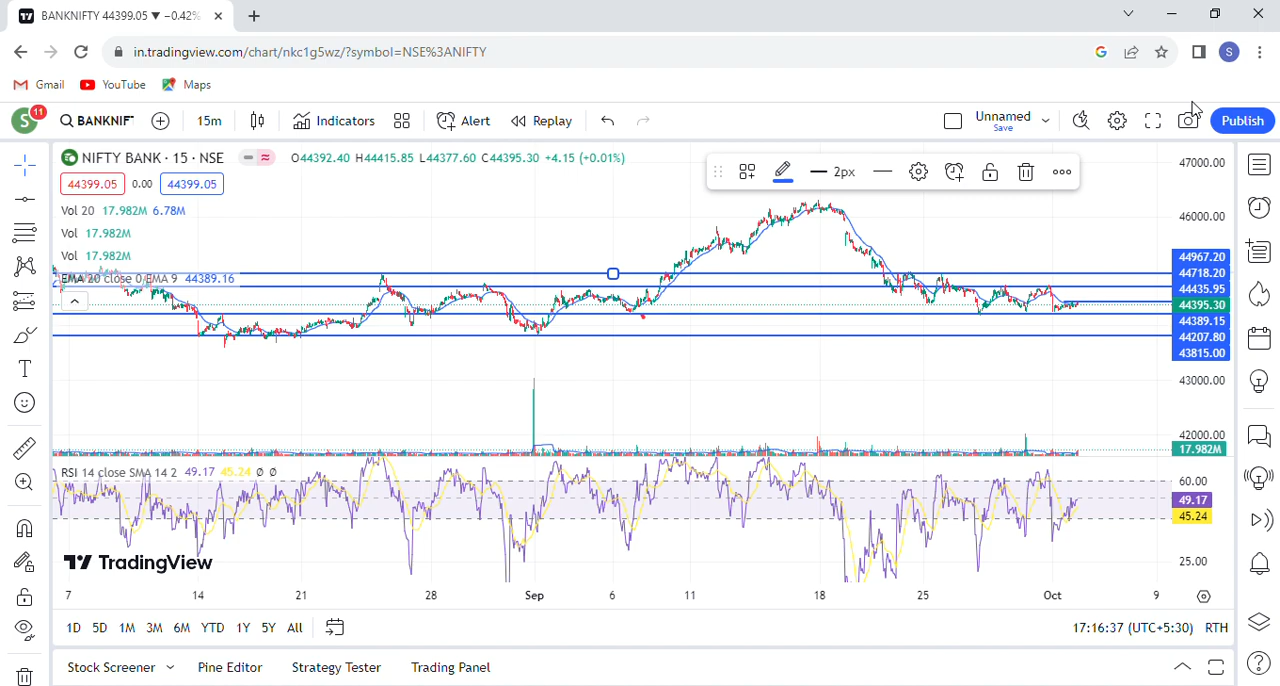 BANKNIFTY 44399.05 ▼ −0.42%
in.tradingview.com/chart/nkc1g5wz/?symbol=NSE%3ANIFTY
G
S
Gmail
YouTube
Maps
S
11
BANKNIF
15m
Indicators
Alert
Replay
Unnamed
Save
Publish
NIFTY BANK · 15 · NSE
O44392.40 H44415.85 L44377.60 C44395.30 +4.15 (+0.01%)
44399.05
0.00
44399.05
2px
Vol 20 17.982M 6.78M
Vol 17.982M
Vol 17.982M
EMA 20 close 0 EMA 9 44389.16
47000.00
46000.00
44967.20
44718.20
44435.95
44395.30
44389.15
44207.80
43815.00
43000.00
42000.00
17.982M
RSI 14 close SMA 14 2 49.17 45.24 Ø Ø
60.00
49.17
45.24
25.00
TradingView
7 14 21 28 Sep 6 11 18 25 Oct 9
1D 5D 1M 3M 6M YTD 1Y 5Y All
17:16:37 (UTC+5:30) RTH
Stock Screener
Pine Editor
Strategy Tester
Trading Panel